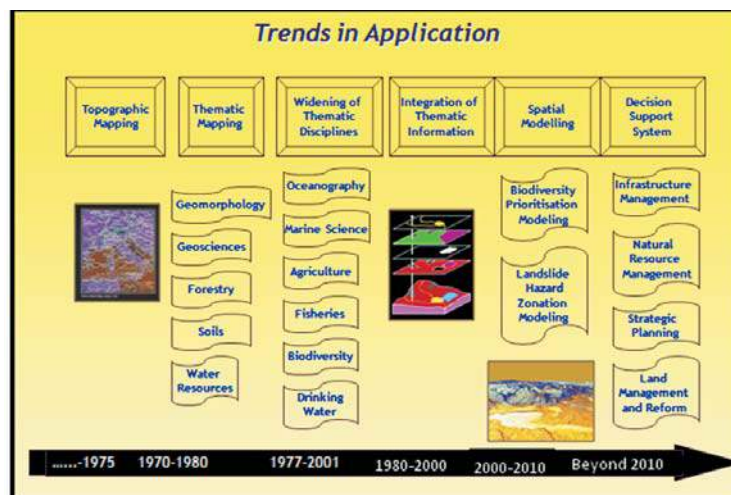 Trends in Application
Topographic
Mapping
Thematic
Mapping
Widening of
Thematic
Disciplines
Integration of
Thematic
Information
Spatial
Modelling
Decision
Support
System
Geomorphology
Geosciences
Forestry
Soils
Water
Resources
Oceanography
Marine Science
Agriculture
Fisheries
Biodiversity
Drinking
Water
Biodiversity
Prioritisation
Modeling
Landslide
Hazard
Zonation
Modeling
Infrastructure
Management
Natural
Resource
Management
Strategic
Planning
Land
Management
and Reform
......-1975
1970-1980
1977-2001
1980-2000
2000-2010
Beyond 2010